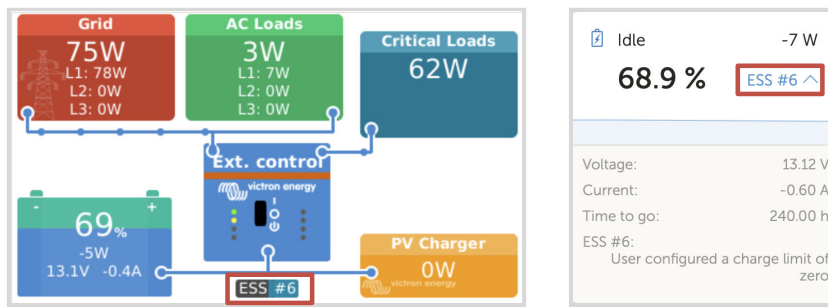 Grid
75W
L1: 78W
L2: 0W
L3: 0W
AC Loads
3W
L1: 7W
L2: 0W
L3: 0W
Critical Loads
62W
Ext. control
victron energy
- +
69%
-5W
13.1V -0.4A
ESS #6
PV Charger
0W
victron energy
Idle -7 W
68.9 % ESS #6
Voltage: 13.12 V
Current: -0.60 A
Time to go: 240.00 h
ESS #6:
User configured a charge limit of
zero